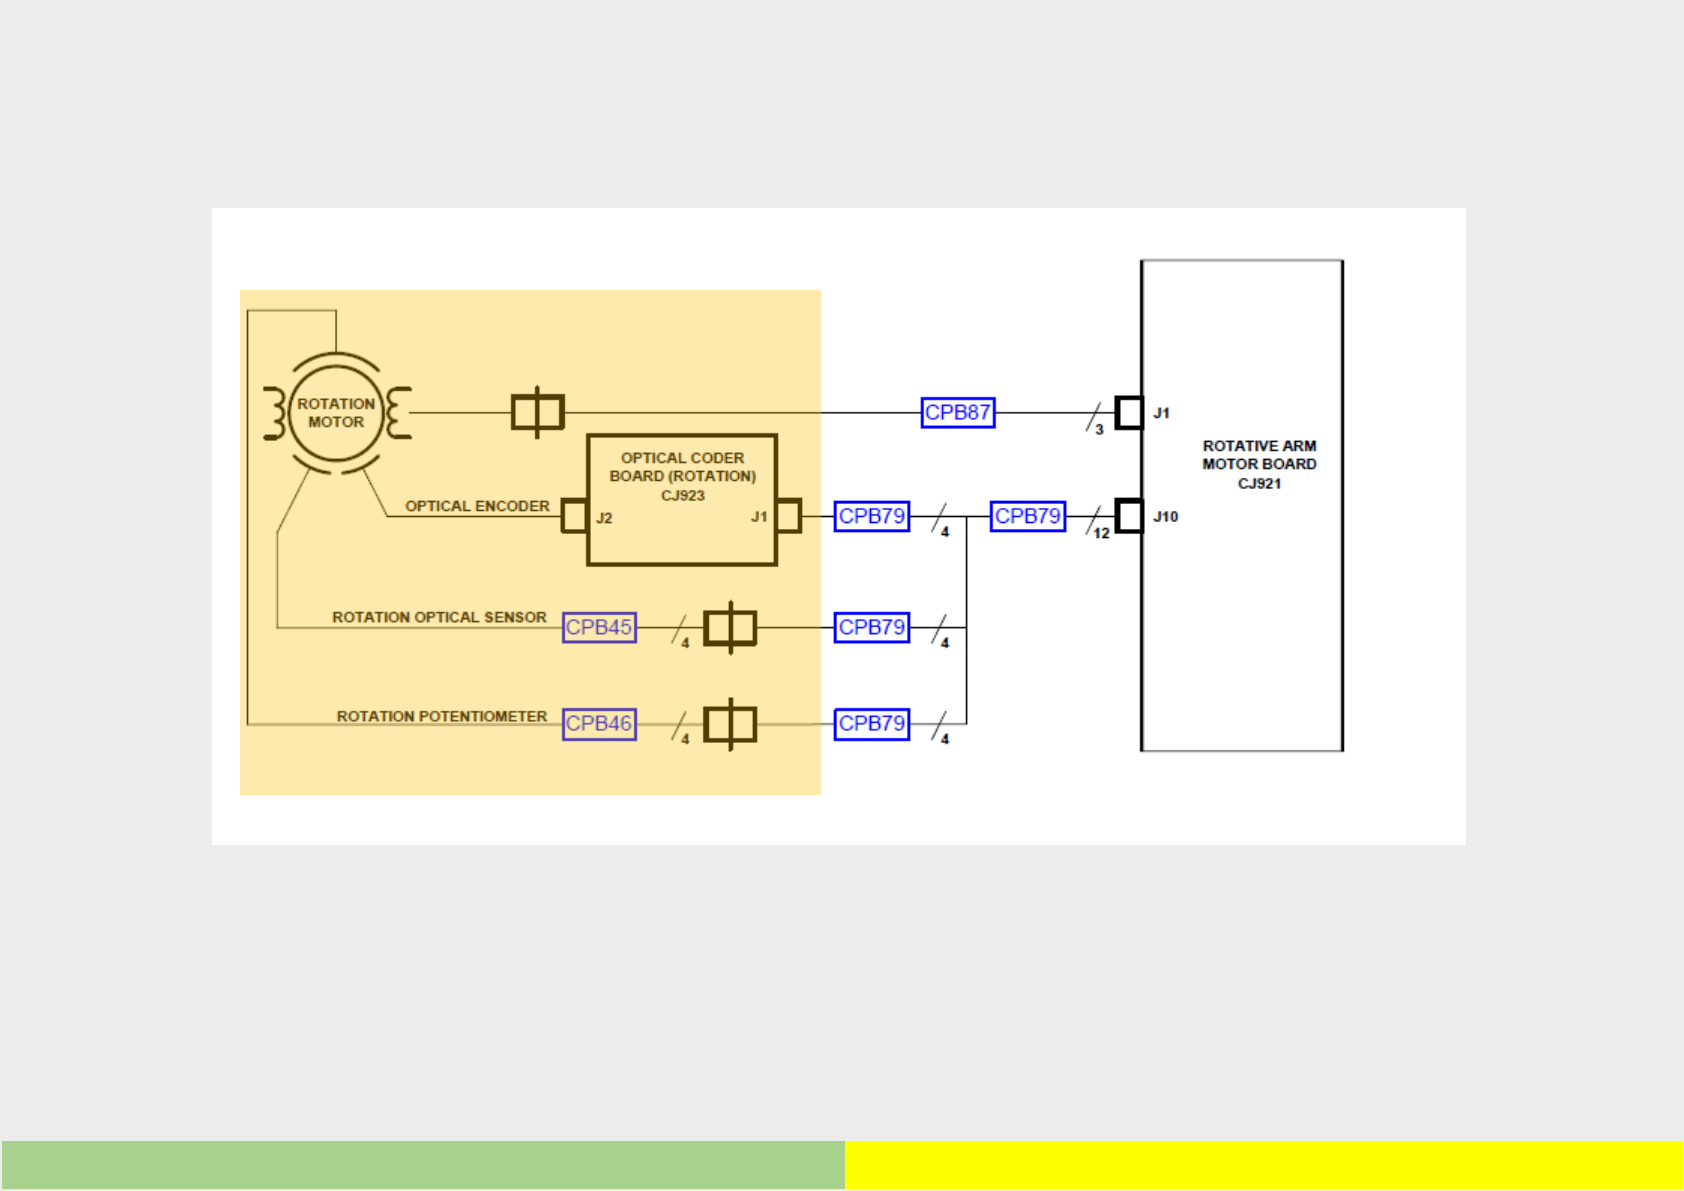 ROTATION
MOTOR
CPB87
3
J1
ROTATIVE ARM
MOTOR BOARD
CJ921
OPTICAL CODER
BOARD (ROTATION)
CJ923
OPTICAL ENCODER
J2
J1
CPB79
4
CPB79
12
J10
ROTATION OPTICAL SENSOR
CPB45
4
CPB79
4
ROTATION POTENTIOMETER
CPB46
4
CPB79
4